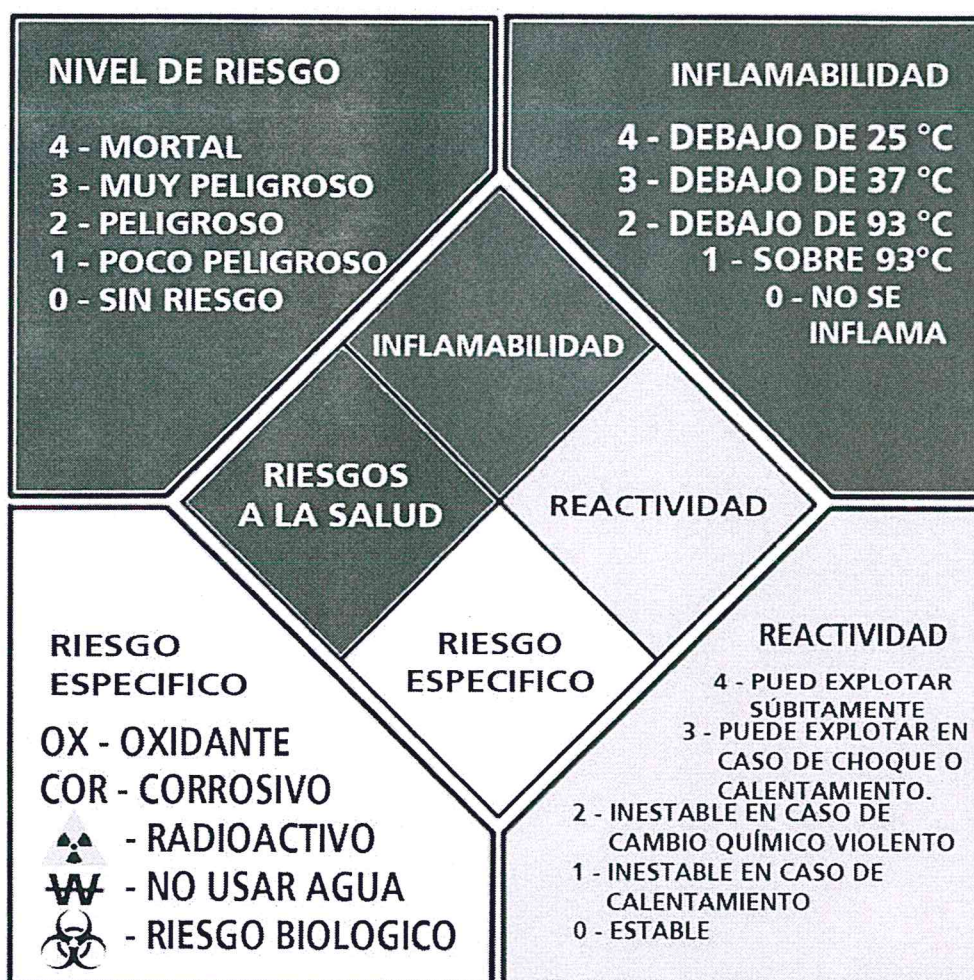 NIVEL DE RIESGO
4 - MORTAL
3 - MUY PELIGROSO
2 - PELIGROSO
1 - POCO PELIGROSO
0 - SIN RIESGO
INFLAMABILIDAD
4 - DEBAJO DE 25 °C
3 - DEBAJO DE 37 °C
2 - DEBAJO DE 93 °C
1 - SOBRE 93°C
0 - NO SE
INFLAMA
INFLAMABILIDAD
RIESGOS
A LA SALUD
REACTIVIDAD
RIESGO
ESPECIFICO
RIESGO
ESPECIFICO
OX - OXIDANTE
COR - CORROSIVO
- RADIOACTIVO
W - NO USAR AGUA
- RIESGO BIOLOGICO
REACTIVIDAD
4 - PUED EXPLOTAR
SÚBITAMENTE
3 - PUEDE EXPLOTAR EN
CASO DE CHOQUE O
CALENTAMIENTO.
2 - INESTABLE EN CASO DE
CAMBIO QUÍMICO VIOLENTO
1 - INESTABLE EN CASO DE
CALENTAMIENTO
0 - ESTABLE